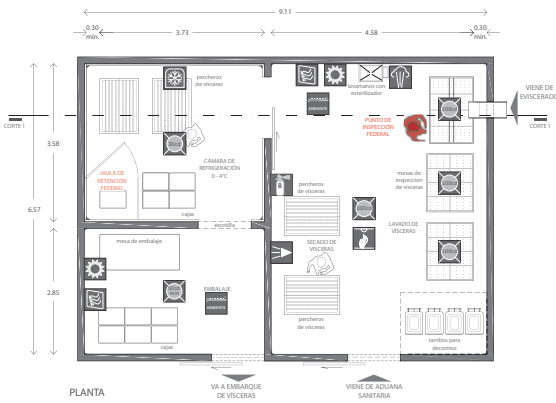 9.11
0.30
mín.
3.73
4.58
0.30
mín.
percheros
de vísceras
lavamanos con
esterilizador
AMBIENTE
VIENE DE
EVISCERADO
PUNTO DE
INSPECCIÓN
FEDERAL
CORTE 1
CORTE 1
3.58
CÁMARA DE
REFRIGERACIÓN
0 - 4°C
JAULA DE
RETENCIÓN
FEDERAL
mesas de
inspección
de vísceras
percheros
de vísceras
cajas
6.57
escotilla
LAVADO DE
VÍSCERAS
mesa de embalaje
SECADO DE
VÍSCERAS
2.85
EMBALAJE
AMBIENTE
percheros
de vísceras
cajas
tambos para
decomiso
PLANTA
VA A EMBARQUE
DE VÍSCERAS
VIENE DE ADUANA
SANITARIA